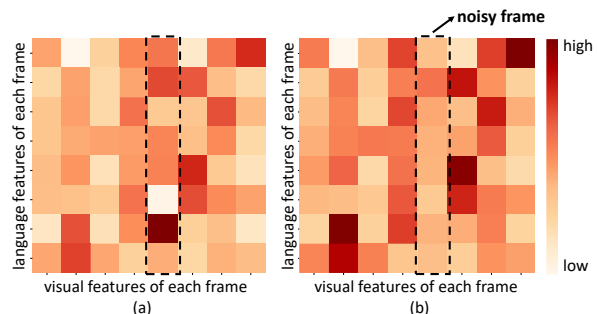 noisy frame
language features of each frame
language features of each frame
high
low
visual features of each frame
visual features of each frame
(a)
(b)